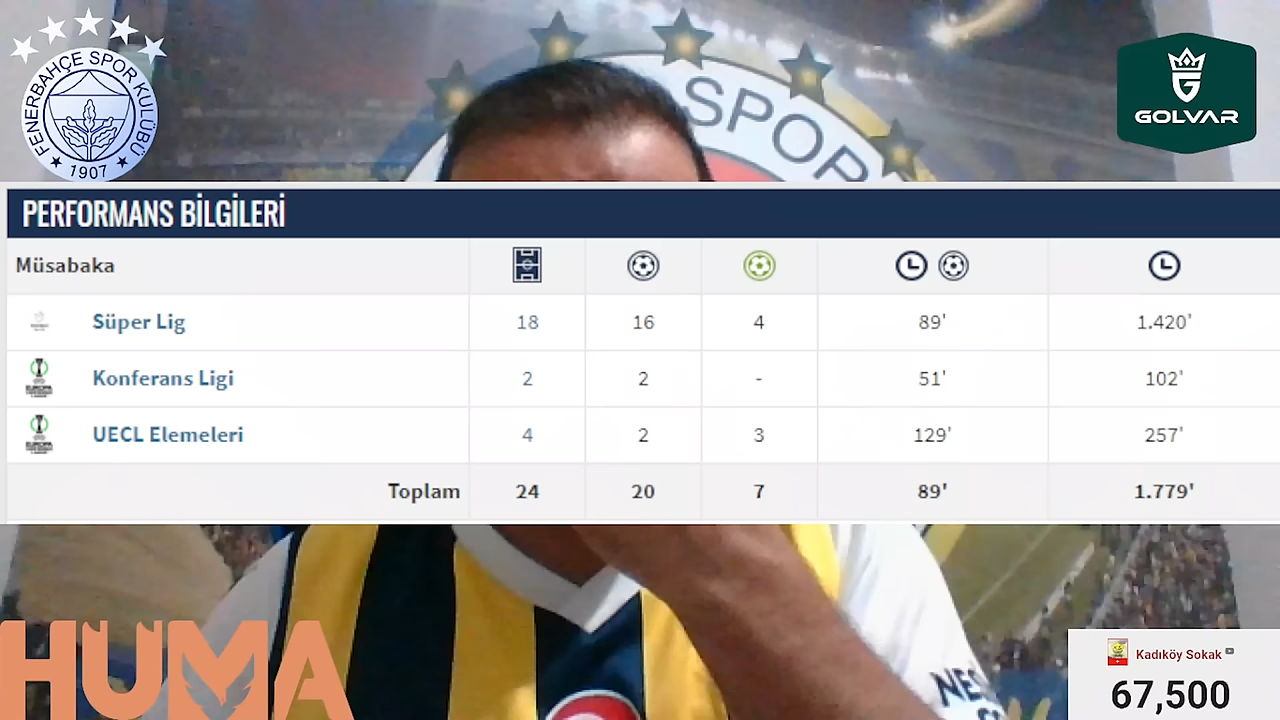 FENERBAHÇE SPOR KULÜBÜ
1907
SPOR
GOLVAR
PERFORMANS BİLGİLERİ
Müsabaka
Süper Lig 18 16 4 89' 1.420'
Konferans Ligi 2 2 - 51' 102'
UECL Elemeleri 4 2 3 129' 257'
Toplam 24 20 7 89' 1.779'
HUMA
Kadıköy Sokak
67,500